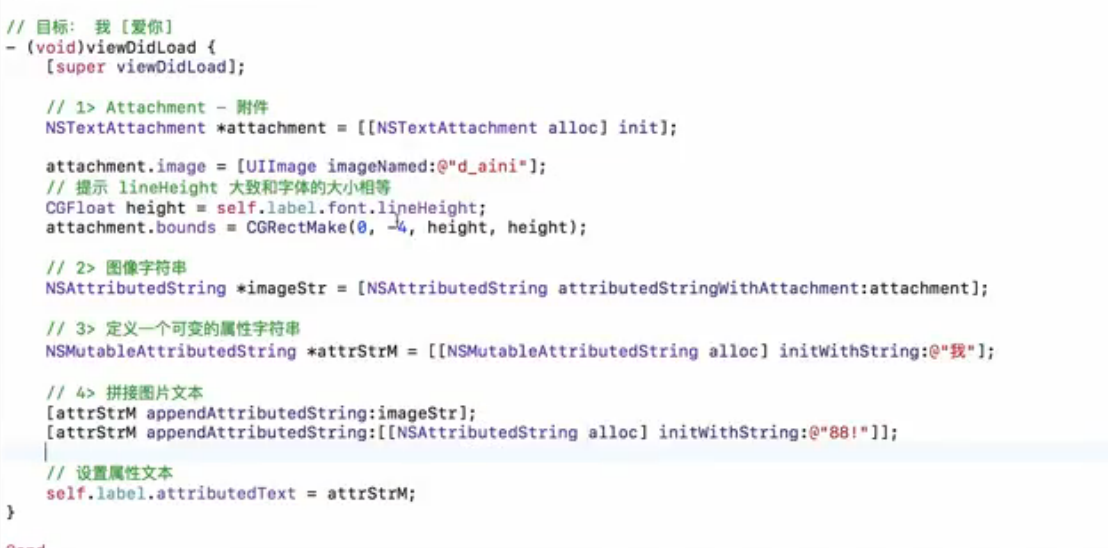 // 目标： 我 [爱你]
- (void)viewDidLoad {
[super viewDidLoad];
// 1> Attachment - 附件
NSTextAttachment *attachment = [[NSTextAttachment alloc] init];
attachment.image = [UIImage imageNamed:@"d_aini"];
// 提示 lineHeight 大致和字体的大小相等
CGFloat height = self.label.font.lineHeight;
attachment.bounds = CGRectMake(0, -4, height, height);
// 2> 图像字符串
NSAttributedString *imageStr = [NSAttributedString attributedStringWithAttachment:attachment];
// 3> 定义一个可变的属性字符串
NSMutableAttributedString *attrStrM = [[NSMutableAttributedString alloc] initWithString:@"我"];
// 4> 拼接图片文本
[attrStrM appendAttributedString:imageStr];
[attrStrM appendAttributedString:[[NSAttributedString alloc] initWithString:@"88!"]];
// 设置属性文本
self.label.attributedText = attrStrM;
}